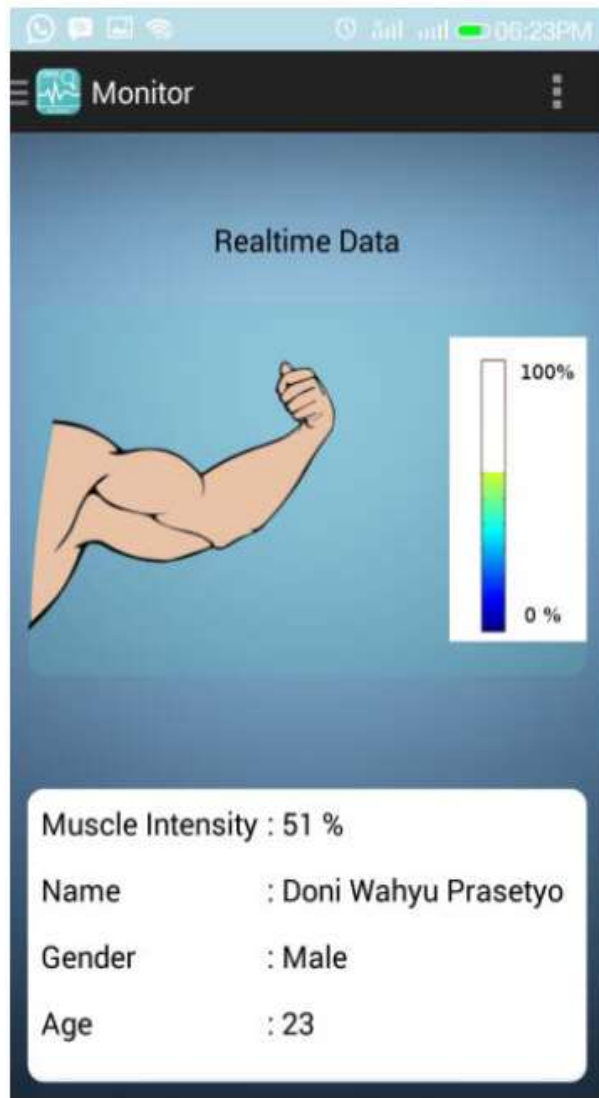 06:23PM
Monitor
Realtime Data
100%
0 %
Muscle Intensity : 51 %
Name : Doni Wahyu Prasetyo
Gender : Male
Age : 23